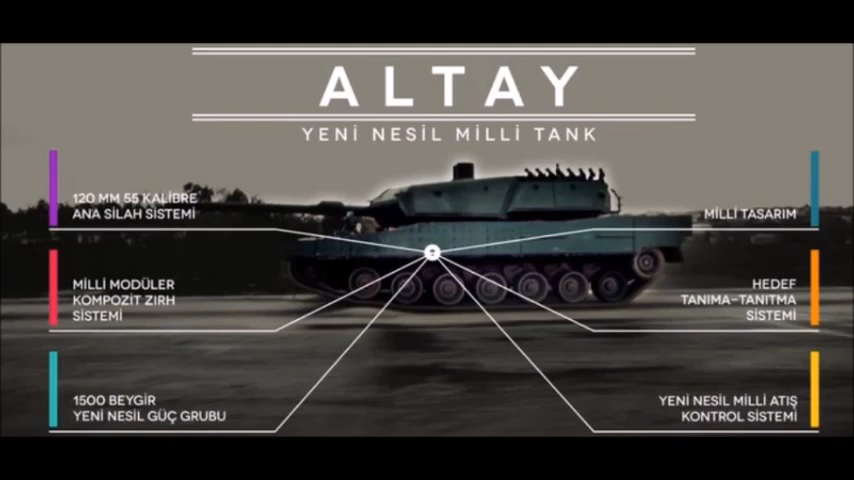 ALTAY
YENİ NESİL MİLLİ TANK
120 MM 55 KALİBRE
ANA SİLAH SİSTEMİ
MİLLİ MODÜLER
KOMPOZİT ZIRH
SİSTEMİ
1500 BEYGİR
YENİ NESİL GÜÇ GRUBU
MİLLİ TASARIM
HEDEF
TANIMA-TANITMA
SİSTEMİ
YENİ NESİL MİLLİ ATIŞ
KONTROL SİSTEMİ